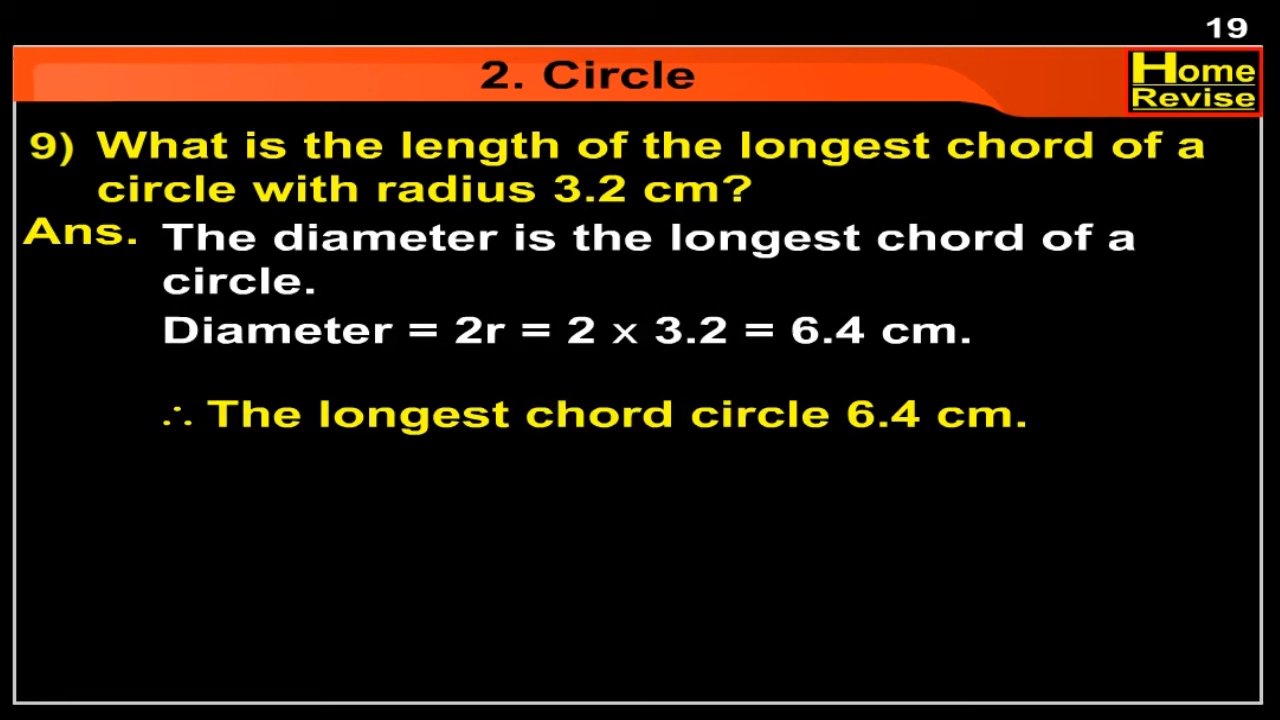 19
2. Circle
Home
Revise
9) What is the length of the longest chord of a
circle with radius 3.2 cm?
Ans. The diameter is the longest chord of a
circle.
Diameter = 2r = 2 x 3.2 = 6.4 cm.
∴ The longest chord circle 6.4 cm.